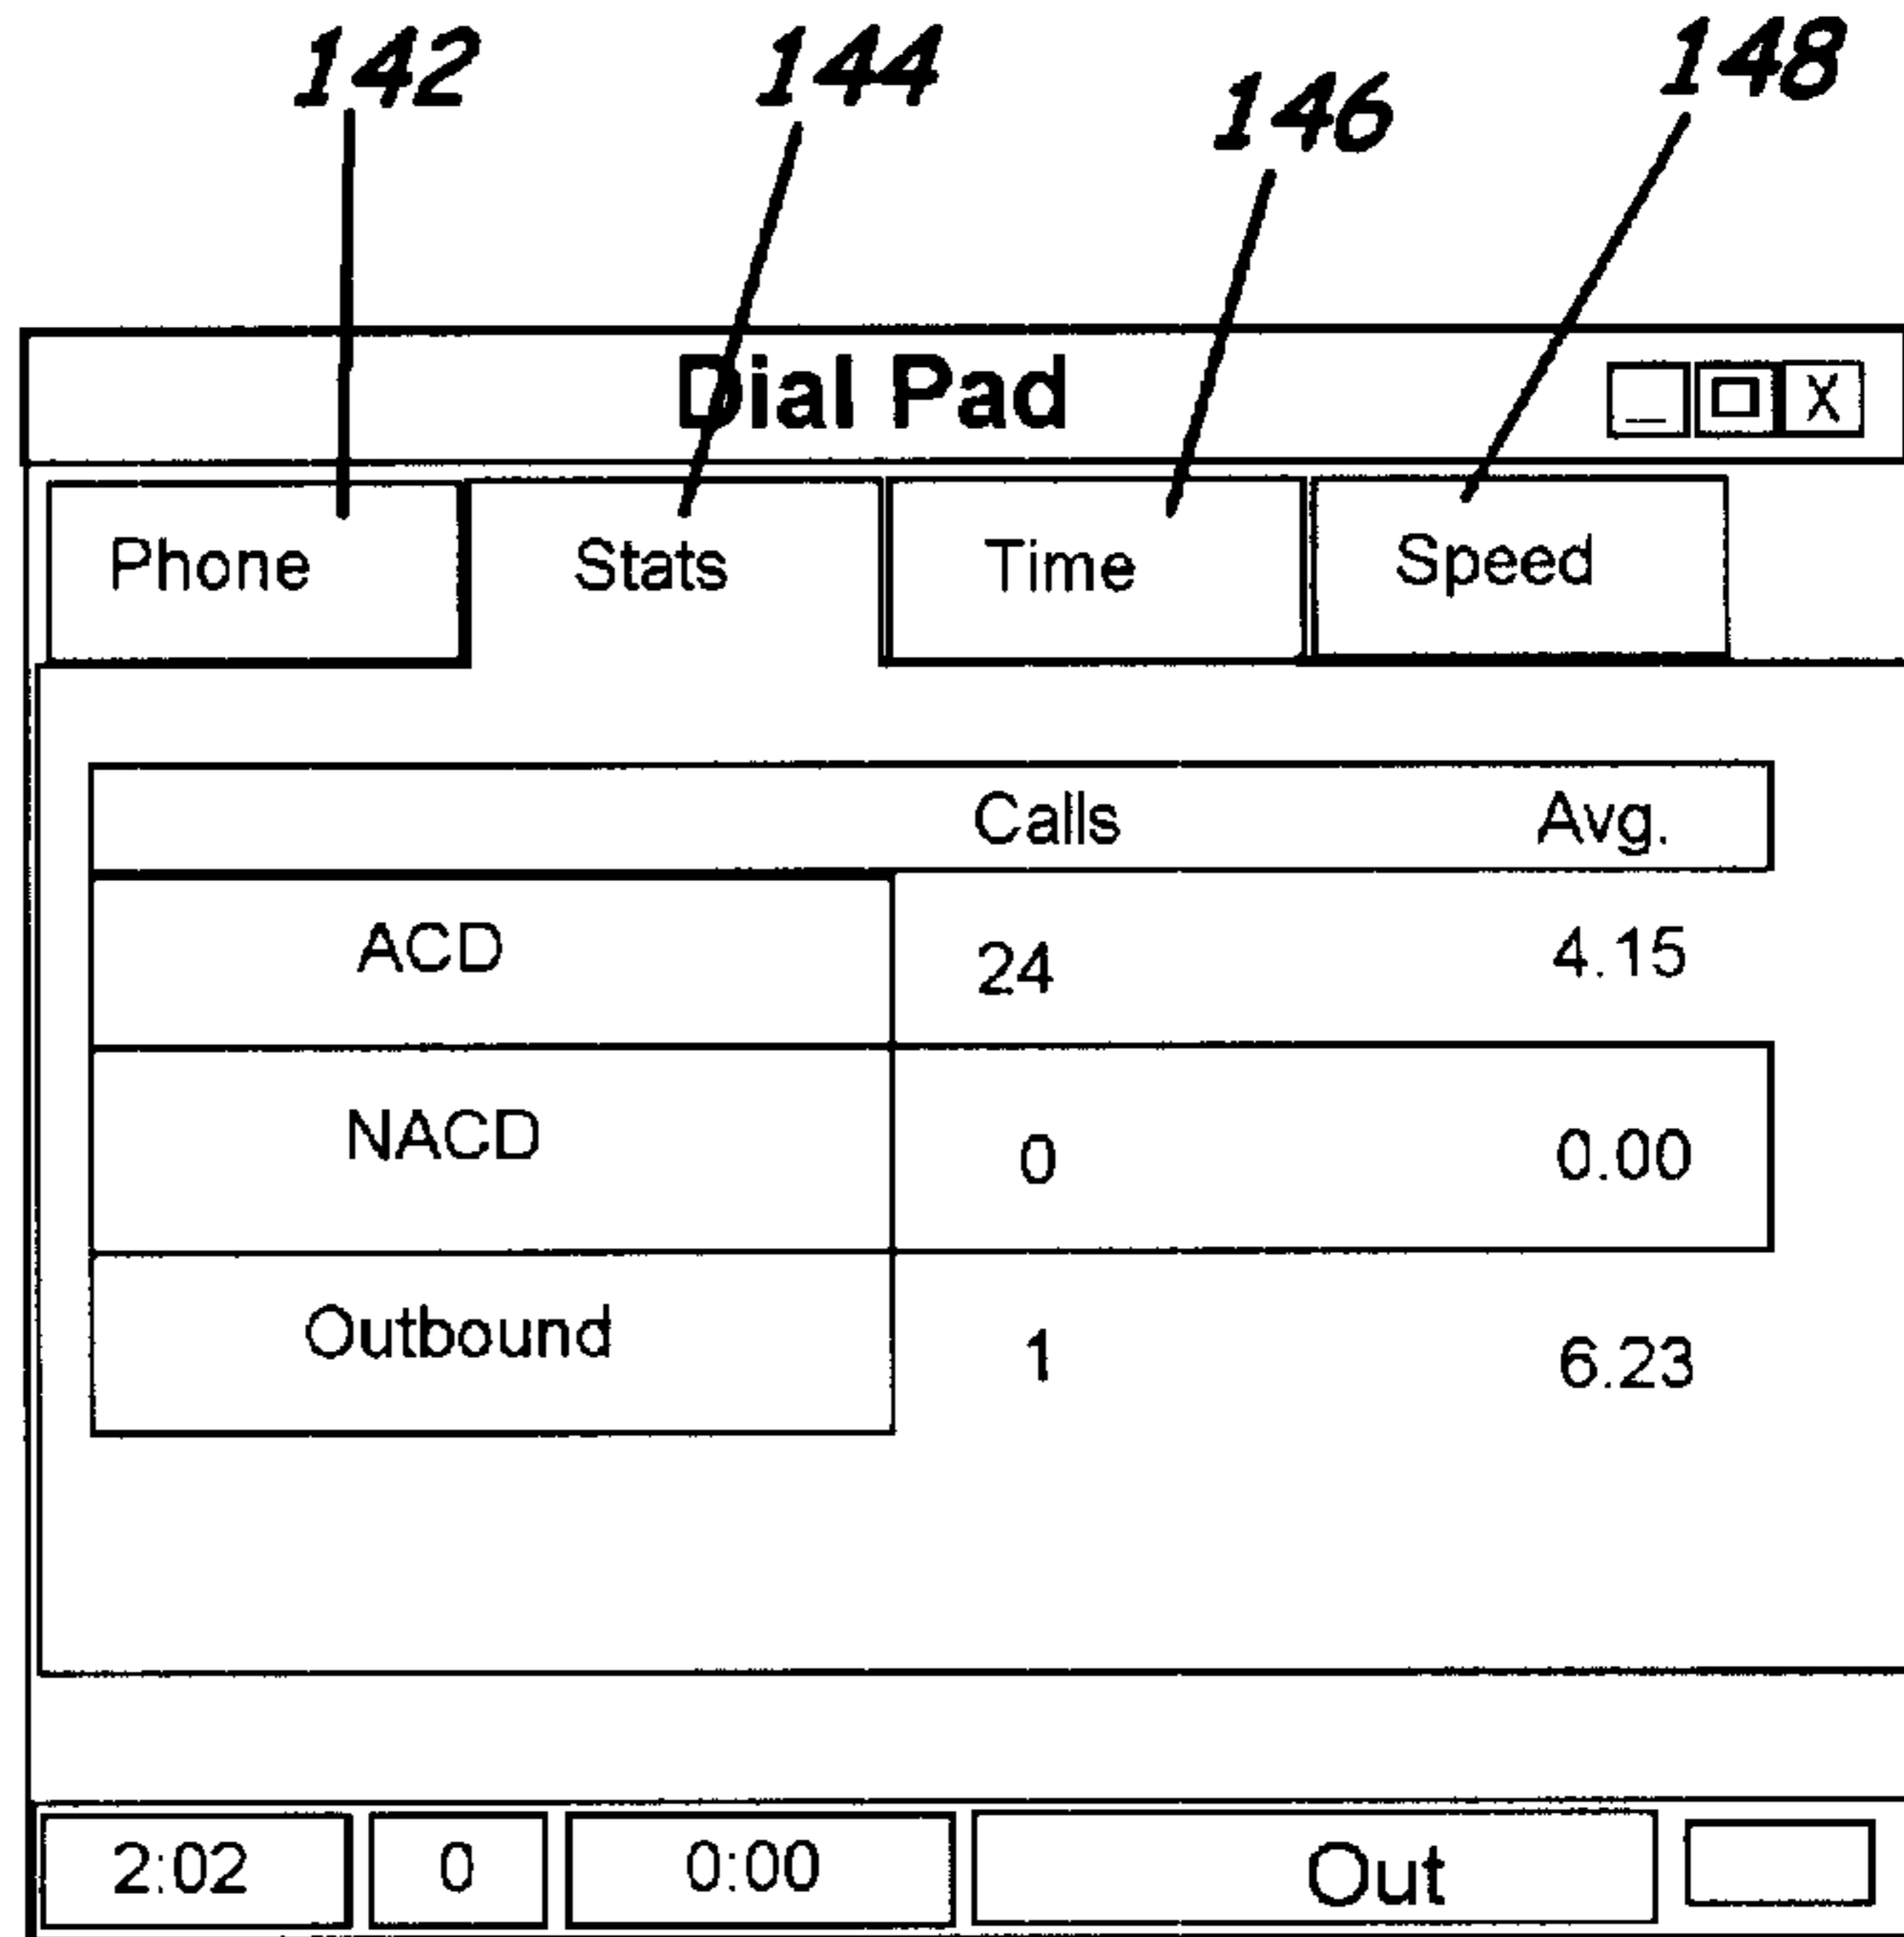 142 144 146 148
Dial Pad _ X
Phone Stats Time Speed
Calls Avg.
ACD 24 4.15
NACD 0 0.00
Outbound 1 6.23
2:02 0 0:00 Out